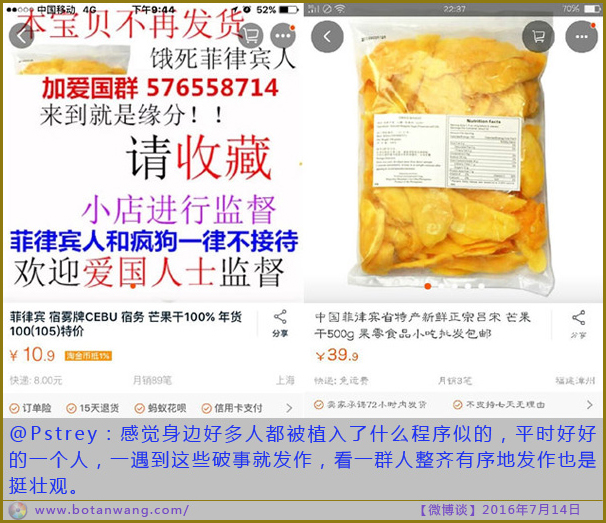 中国移动 4G 下午9:44 52%
本宝贝不再发货
饿死菲律宾人
加爱国群 576558714
来到就是缘分！！
请收藏
小店进行监督
菲律宾人和疯狗一律不接待
欢迎爱国人士监督
菲律宾 宿雾牌CEBU 宿务 芒果干100% 年货100(105)特价
分享
¥ 10.9 淘金币抵1%
快递: 8.00元 月销89笔 上海
订单险 15天退货 蚂蚁花呗 信用卡支付
22:37 70%
Nutrition Facts
中国菲律宾省特产新鲜正宗吕宋 芒果干500g 果零食品小吃批发包邮
分享
¥39.9
快递: 免运费 月销3笔 福建漳州
卖家承诺72小时内发货 不支持七天无理由
@Pstrey：感觉身边好多人都被植入了什么程序似的，平时好好
的一个人，一遇到这些破事就发作，看一群人整齐有序地发作也是
挺壮观。
www.botanwang.com/ 【微博谈】2016年7月14日